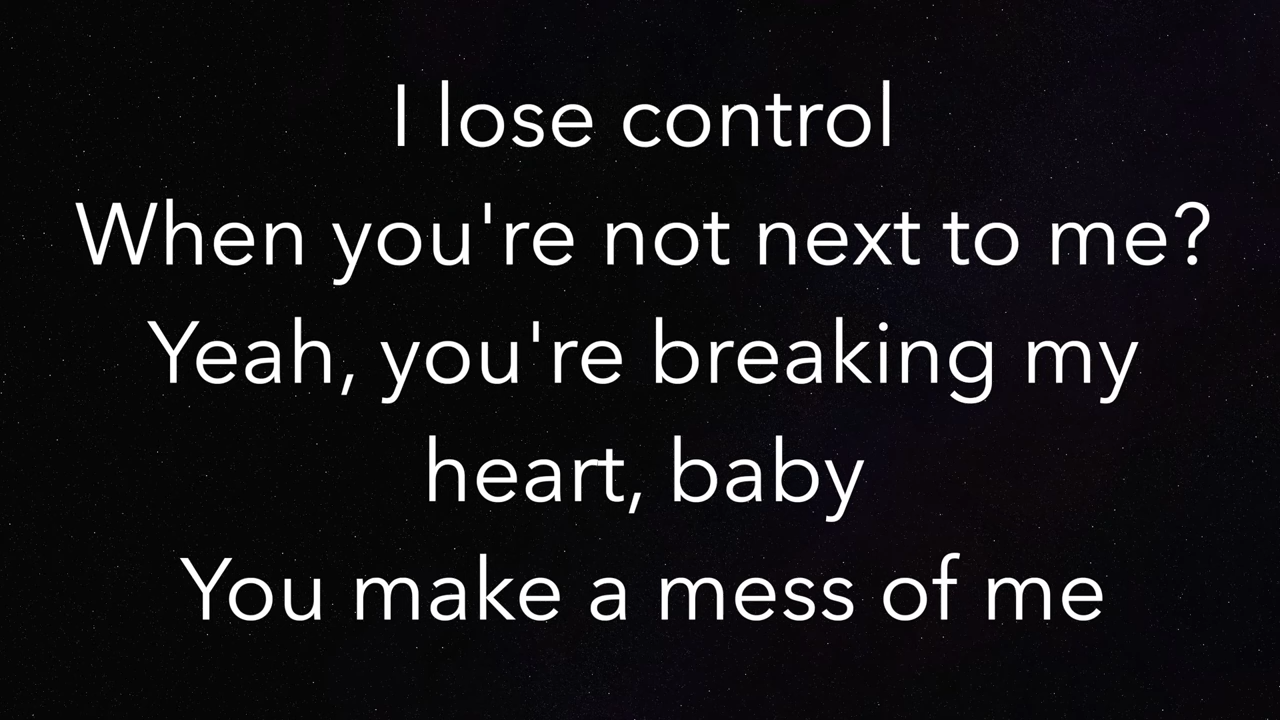 I lose control
When you're not next to me?
Yeah, you're breaking my
heart, baby
You make a mess of me